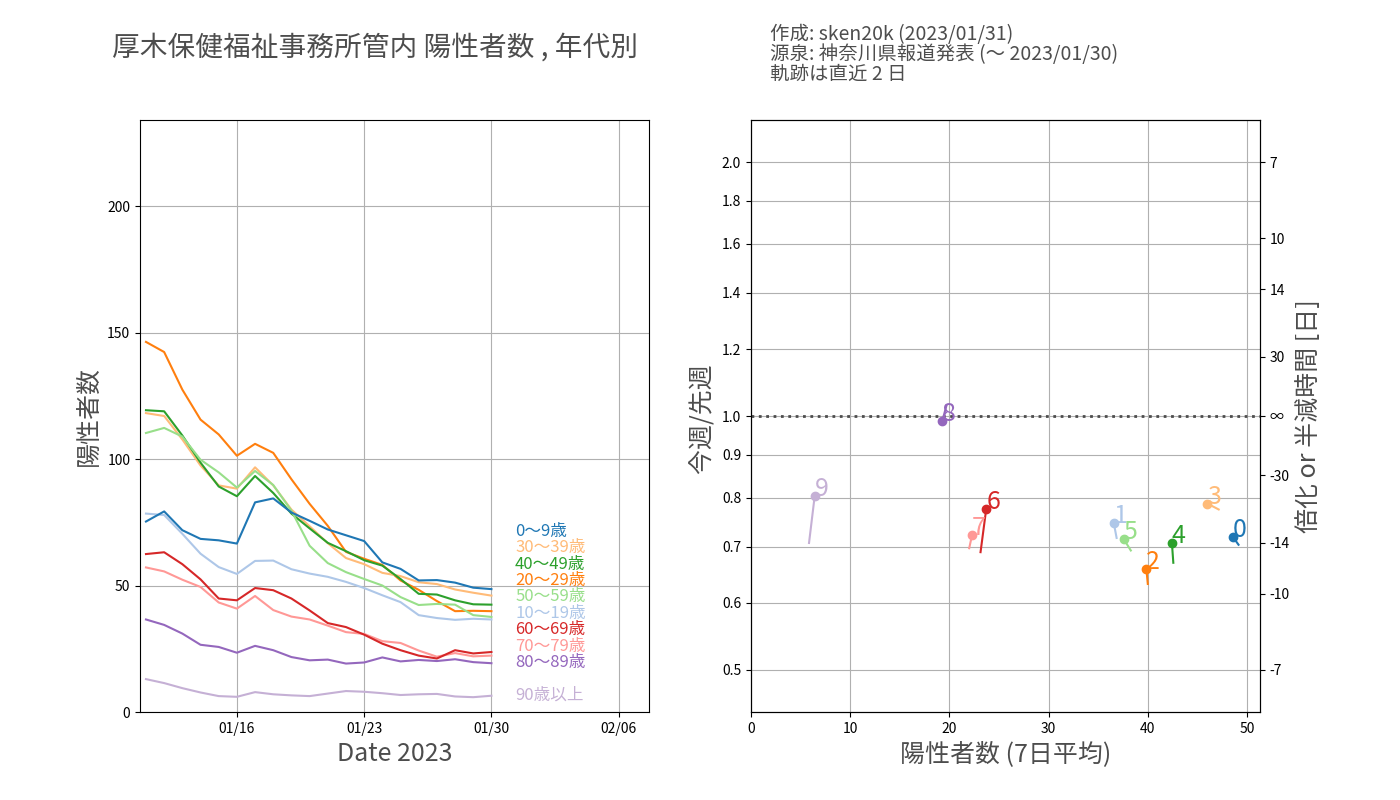 厚木保健福祉事務所管内 陽性者数 , 年代別
作成: sken20k (2023/01/31)
源泉: 神奈川県報道発表 (～ 2023/01/30)
軌跡は直近 2 日
陽性者数
200
150
100
50
0
01/16
01/23
01/30
02/06
Date 2023
0～9歳
30～39歳
40～49歳
20～29歳
50～59歳
10～19歳
60～69歳
70～79歳
80～89歳
90歳以上
今週/先週
2.0
1.8
1.6
1.4
1.2
1.0
0.9
0.8
0.7
0.6
0.5
8
9
6
7
1
5
2
4
3
0
7
10
14
30
∞
-30
-14
-10
-7
倍化 or 半減時間 [日]
0
10
20
30
40
50
陽性者数 (7日平均)